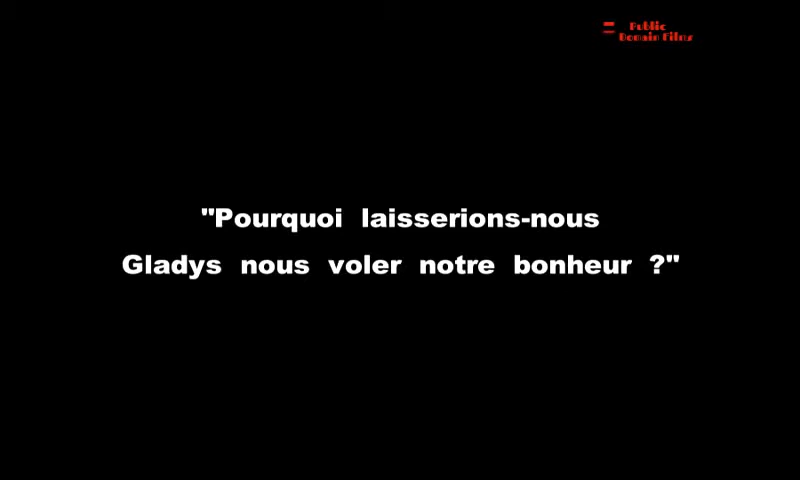 Public
Domain Films
"Pourquoi laisserions-nous
Gladys nous voler notre bonheur ?"